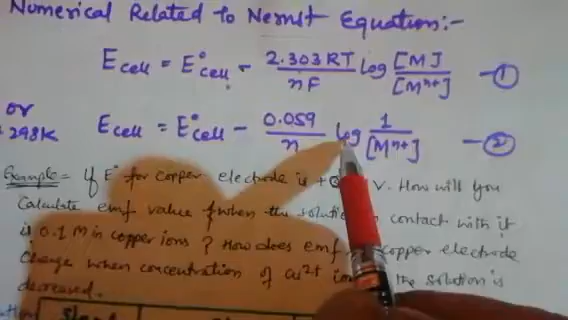 Numerical Related to Nernst Equation:-
Ecell = E°cell - 2.303RT/nF log [M]/[Mn+] - ①
or
298K Ecell = E°cell - 0.059/n log 1/[Mn+] - ②
Example = If E° for copper electrode is + V. How will you
Calculate emf value of when the solution contact with it
is 0.1 M in copper ions ? How does emf copper electrode
change when concentration of Cu2+ the solution is
decreased.